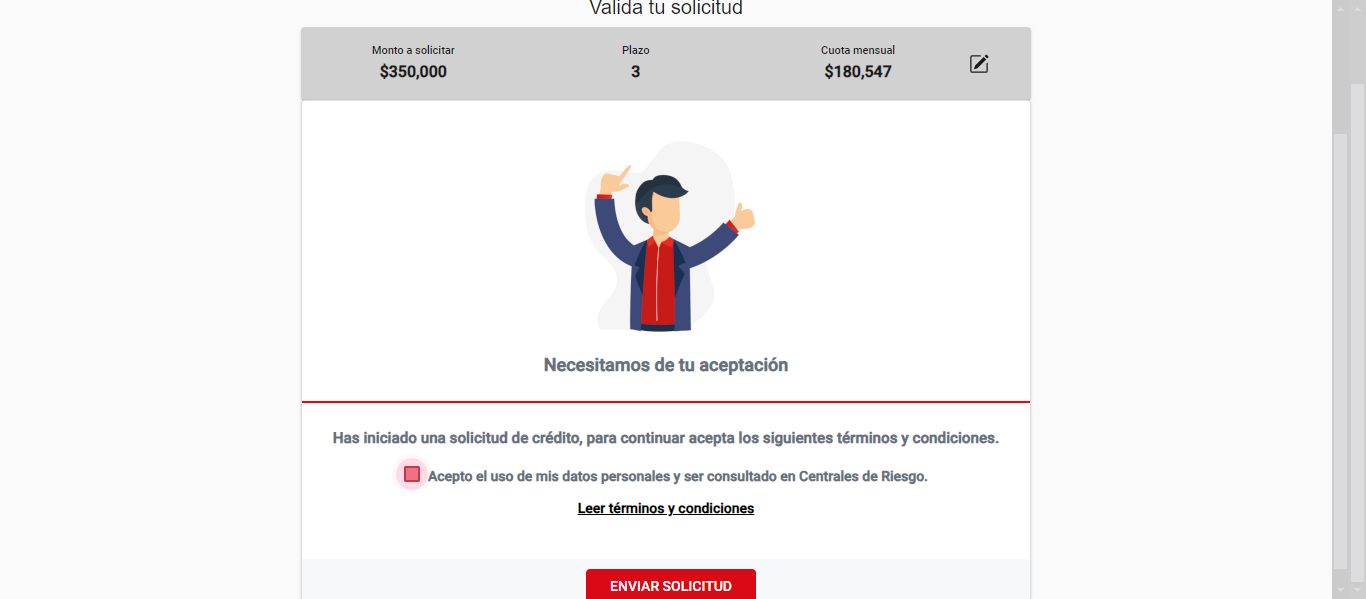 Valida tu solicitud
Monto a solicitar
$350,000
Plazo
3
Cuota mensual
$180,547
Necesitamos de tu aceptación
Has iniciado una solicitud de crédito, para continuar acepta los siguientes términos y condiciones.
Acepto el uso de mis datos personales y ser consultado en Centrales de Riesgo.
Leer términos y condiciones
ENVIAR SOLICITUD